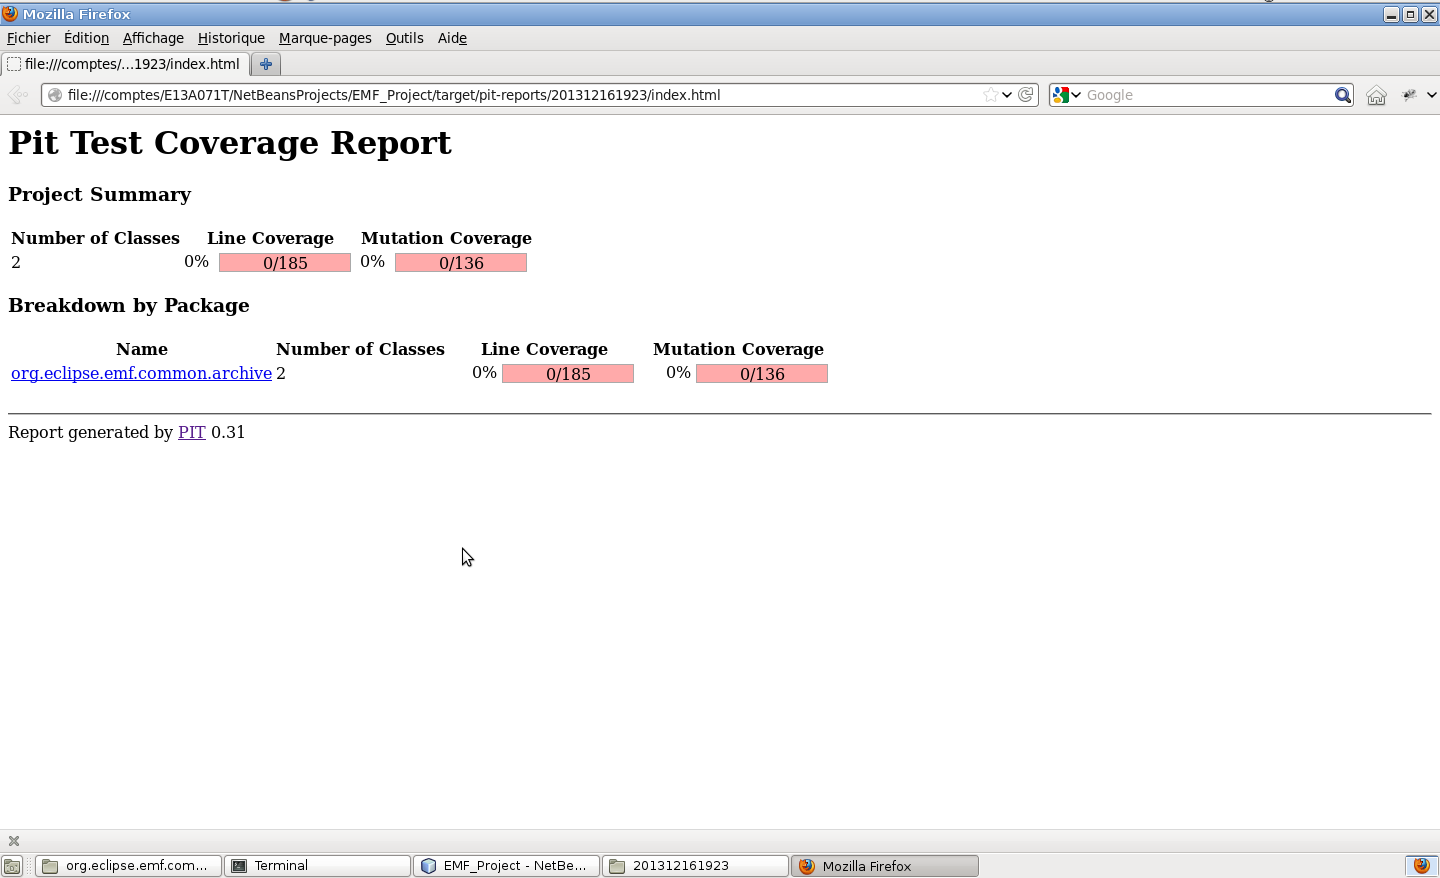 Mozilla Firefox
Fichier Édition Affichage Historique Marque-pages Outils Aide
file:///comptes/...1923/index.html
file:///comptes/E13A071T/NetBeansProjects/EMF_Project/target/pit-reports/201312161923/index.html Google
Pit Test Coverage Report
Project Summary
Number of Classes Line Coverage Mutation Coverage
2 0% 0/185 0% 0/136
Breakdown by Package
Name Number of Classes Line Coverage Mutation Coverage
org.eclipse.emf.common.archive 2 0% 0/185 0% 0/136
Report generated by PIT 0.31
org.eclipse.emf.com... Terminal EMF_Project - NetBe... 201312161923 Mozilla Firefox